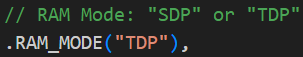 // RAM Mode: "SDP" or "TDP"
.RAM_MODE("TDP"),